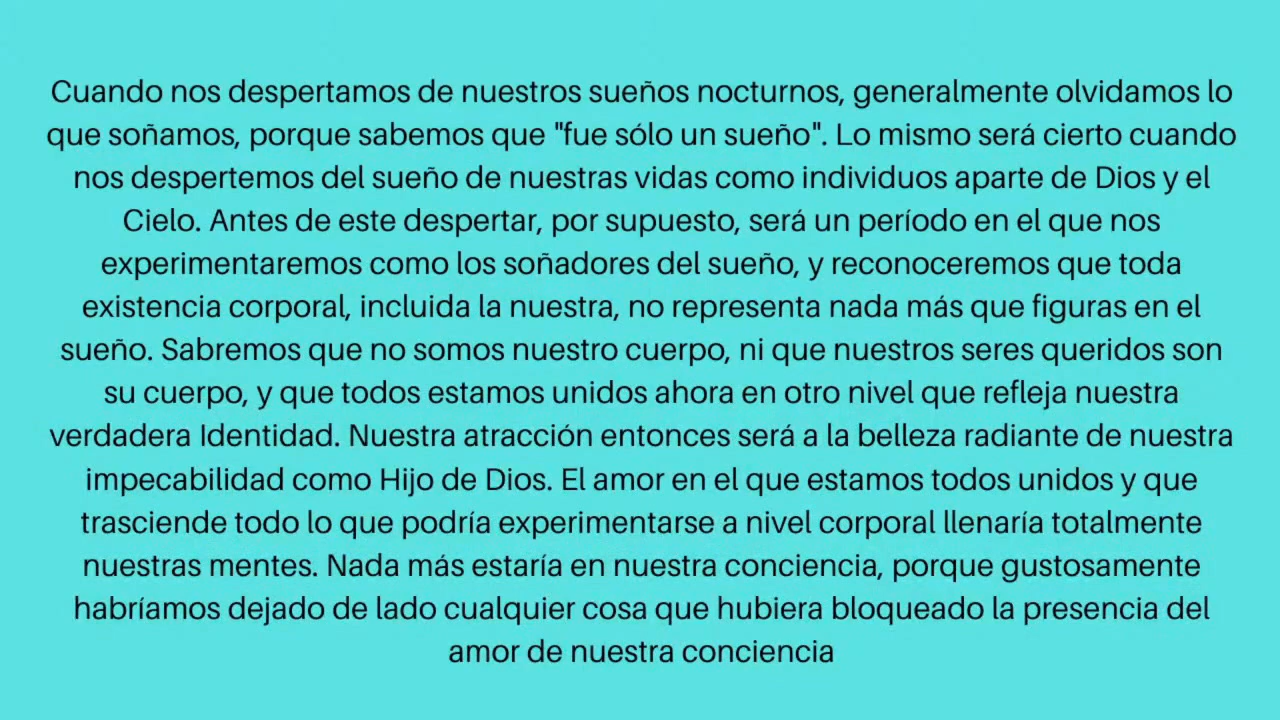 Cuando nos despertamos de nuestros sueños nocturnos, generalmente olvidamos lo
que soñamos, porque sabemos que "fue sólo un sueño". Lo mismo será cierto cuando
nos despertemos del sueño de nuestras vidas como individuos aparte de Dios y el
Cielo. Antes de este despertar, por supuesto, será un período en el que nos
experimentaremos como los soñadores del sueño, y reconoceremos que toda
existencia corporal, incluida la nuestra, no representa nada más que figuras en el
sueño. Sabremos que no somos nuestro cuerpo, ni que nuestros seres queridos son
su cuerpo, y que todos estamos unidos ahora en otro nivel que refleja nuestra
verdadera Identidad. Nuestra atracción entonces será a la belleza radiante de nuestra
impecabilidad como Hijo de Dios. El amor en el que estamos todos unidos y que
trasciende todo lo que podría experimentarse a nivel corporal llenaría totalmente
nuestras mentes. Nada más estaría en nuestra conciencia, porque gustosamente
habríamos dejado de lado cualquier cosa que hubiera bloqueado la presencia del
amor de nuestra conciencia